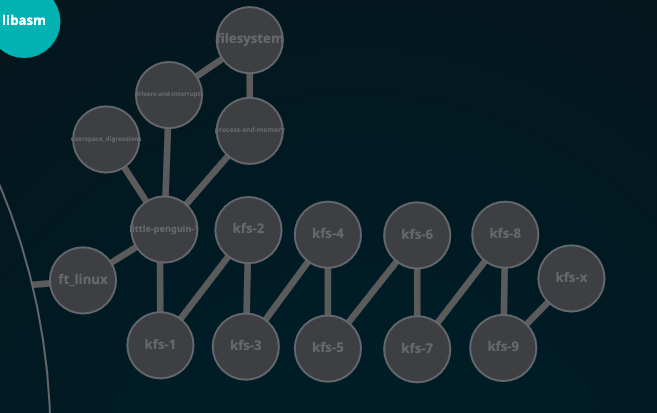 libasm
filesystem
drivers-and-interrupt
userspace_digressions
process-and-memory
little-penguin-1
kfs-2
kfs-4
kfs-6
kfs-8
ft_linux
kfs-x
kfs-1
kfs-3
kfs-5
kfs-7
kfs-9